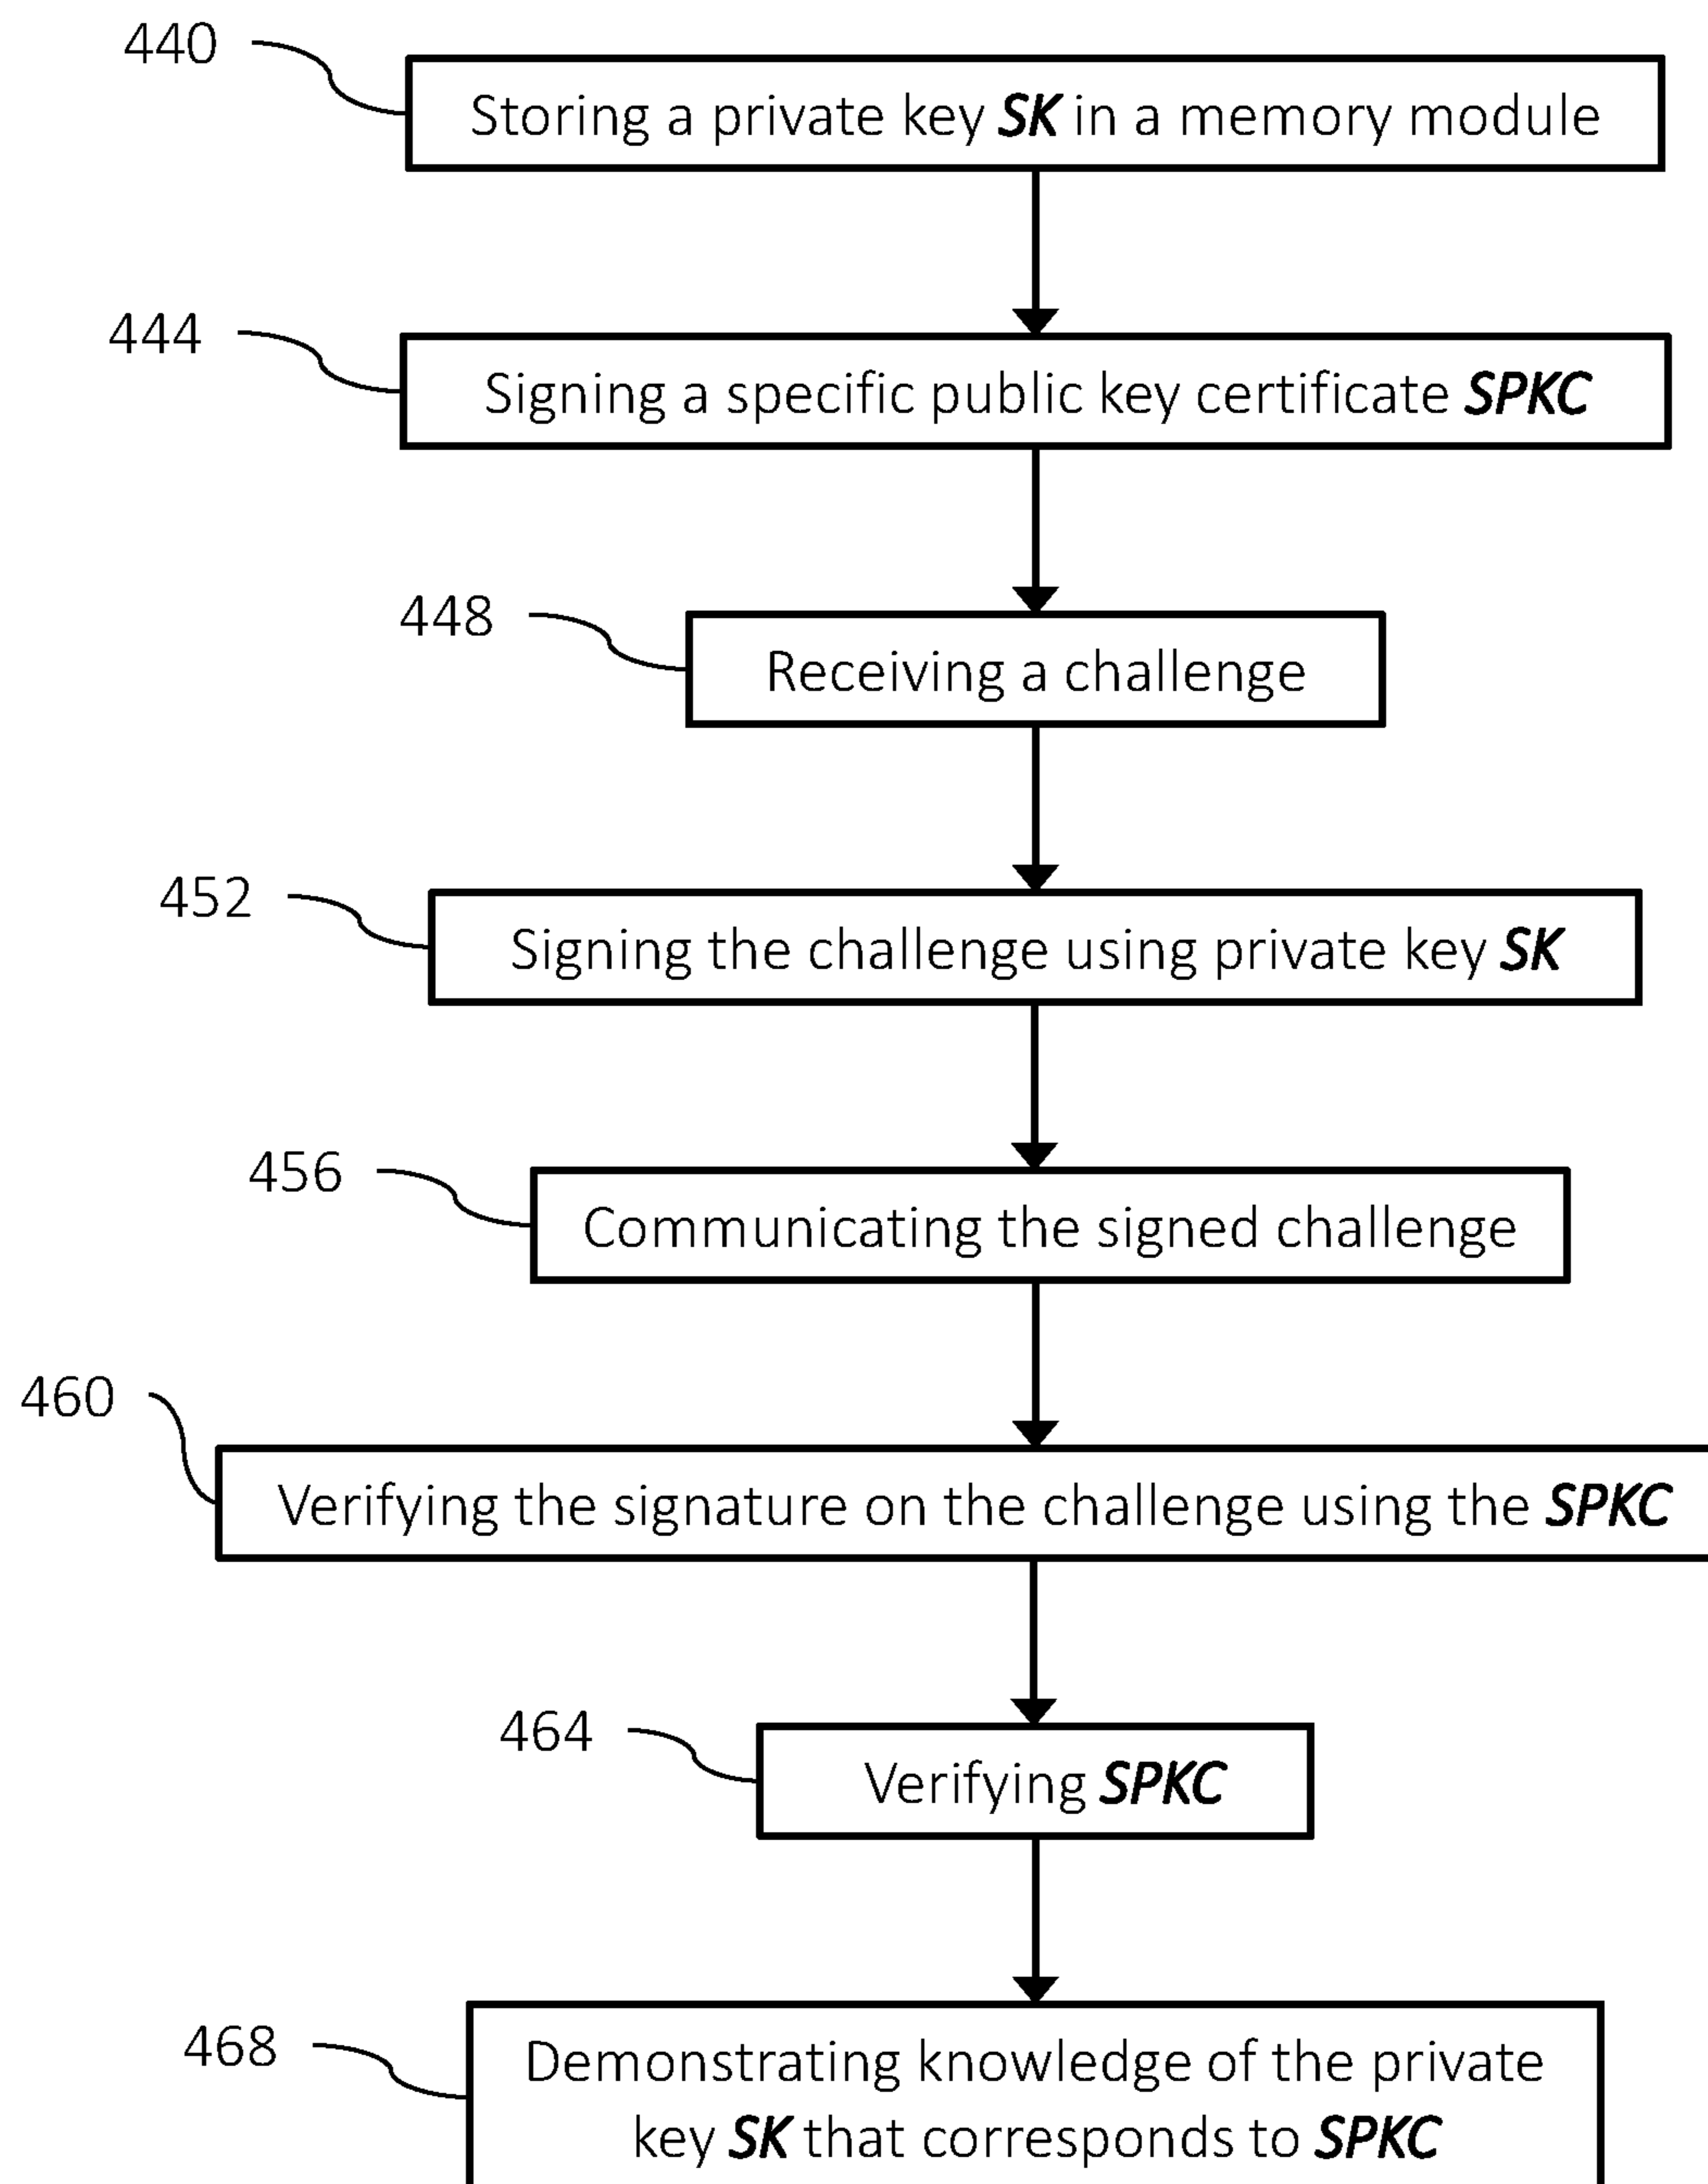 440
Storing a private key SK in a memory module
444
Signing a specific public key certificate SPKC
448
Receiving a challenge
452
Signing the challenge using private key SK
456
Communicating the signed challenge
460
Verifying the signature on the challenge using the SPKC
464
Verifying SPKC
468
Demonstrating knowledge of the private
key SK that corresponds to SPKC